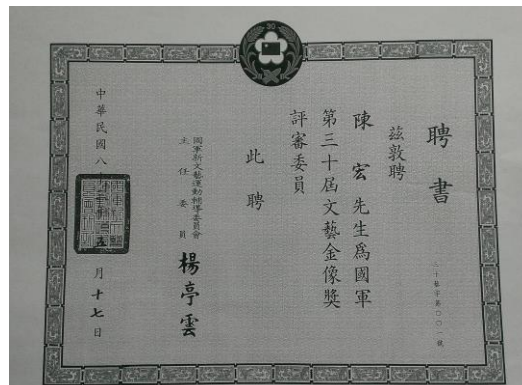 聘書
茲敦聘
陳宏先生為國軍
第三十屆文藝金像獎
評審委員
此聘
國軍新文藝運動輔導委員會
主任委員 楊亭雲
中華民國八十
五月十七日